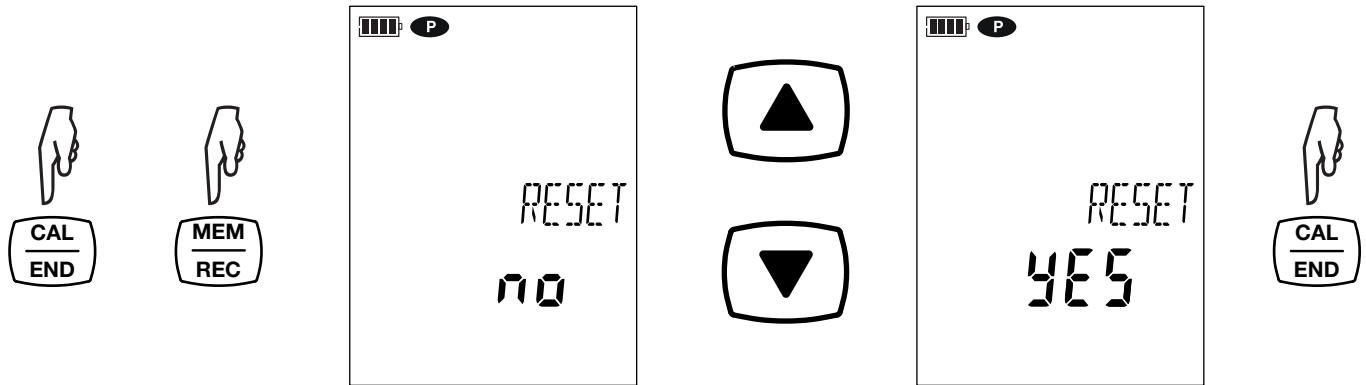 CAL
END
MEM
REC
P
RESET
no
P
RESET
YES
CAL
END